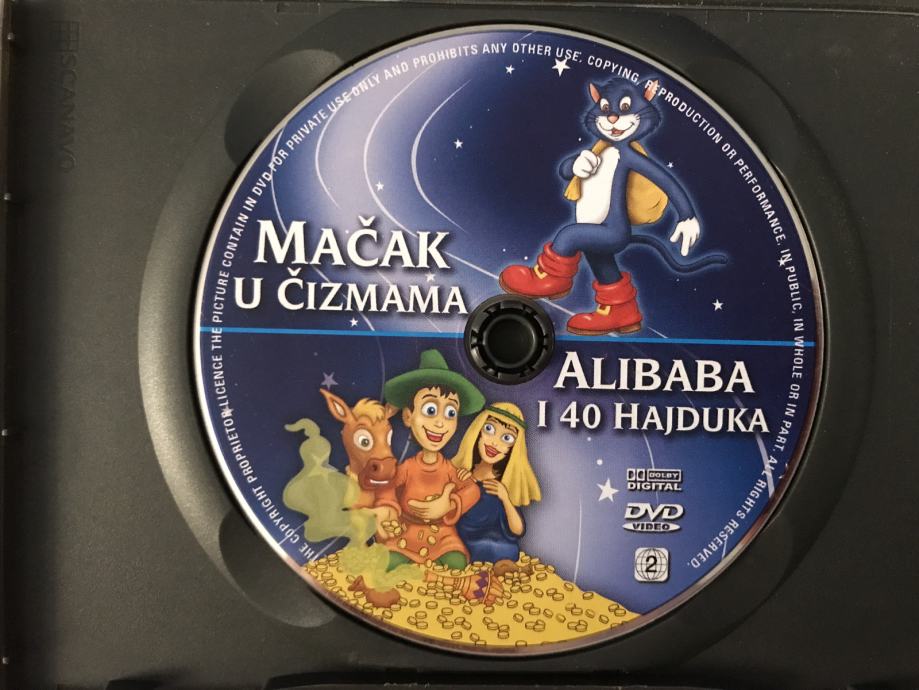 THE COPYRIGHT PROPRIETOR LICENCE THE PICTURE CONTAIN IN DVD FOR PRIVATE USE ONLY AND PROHIBITS ANY OTHER USE. COPYING, REPRODUCTION OR PERFORMANCE, IN PUBLIC, IN WHOLE OR IN PART. ALL RIGHTS RESERVED.
MAČAK
U ČIZMAMA
ALIBABA
I 40 HAJDUKA
DOLBY
DIGITAL
DVD
VIDEO
2